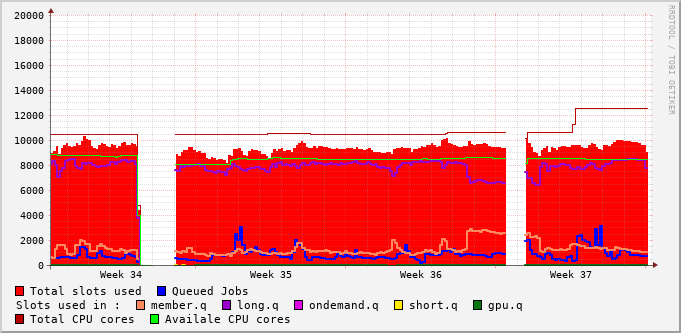 20000
18000
16000
14000
12000
10000
8000
6000
4000
2000
0
Week 34 Week 35 Week 36 Week 37
RRDTOOL / TOBI OETIKER
Total slots used Queued Jobs
Slots used in : member.q long.q ondemand.q short.q gpu.q
Total CPU cores Availale CPU cores